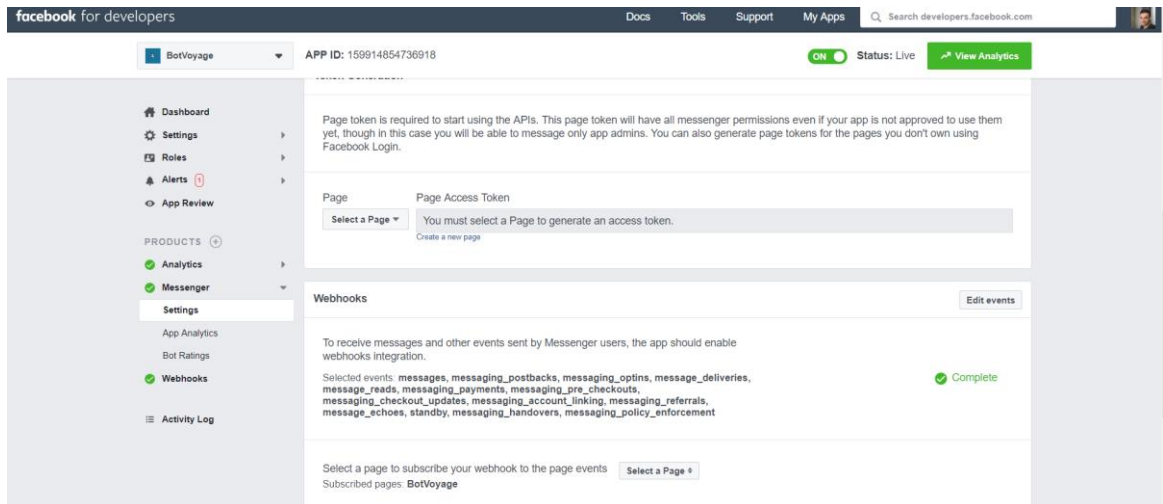 facebook for developers
Docs Tools Support My Apps Search developers.facebook.com
BotVoyage
APP ID: 159914854736918
ON Status: Live View Analytics
Dashboard
Settings
Roles
Alerts 1
App Review
PRODUCTS
Analytics
Messenger
Settings
App Analytics
Bot Ratings
Webhooks
Activity Log
Page token is required to start using the APIs. This page token will have all messenger permissions even if your app is not approved to use them
yet, though in this case you will be able to message only app admins. You can also generate page tokens for the pages you don't own using
Facebook Login.
Page Page Access Token
Select a Page You must select a Page to generate an access token.
Create a new page
Webhooks
Edit events
To receive messages and other events sent by Messenger users, the app should enable
webhooks integration.
Selected events: messages, messaging_postbacks, messaging_optins, message_deliveries,
message_reads, messaging_payments, messaging_pre_checkouts,
messaging_checkout_updates, messaging_account_linking, messaging_referrals,
message_echoes, standby, messaging_handovers, messaging_policy_enforcement
Complete
Select a page to subscribe your webhook to the page events Select a Page
Subscribed pages: BotVoyage